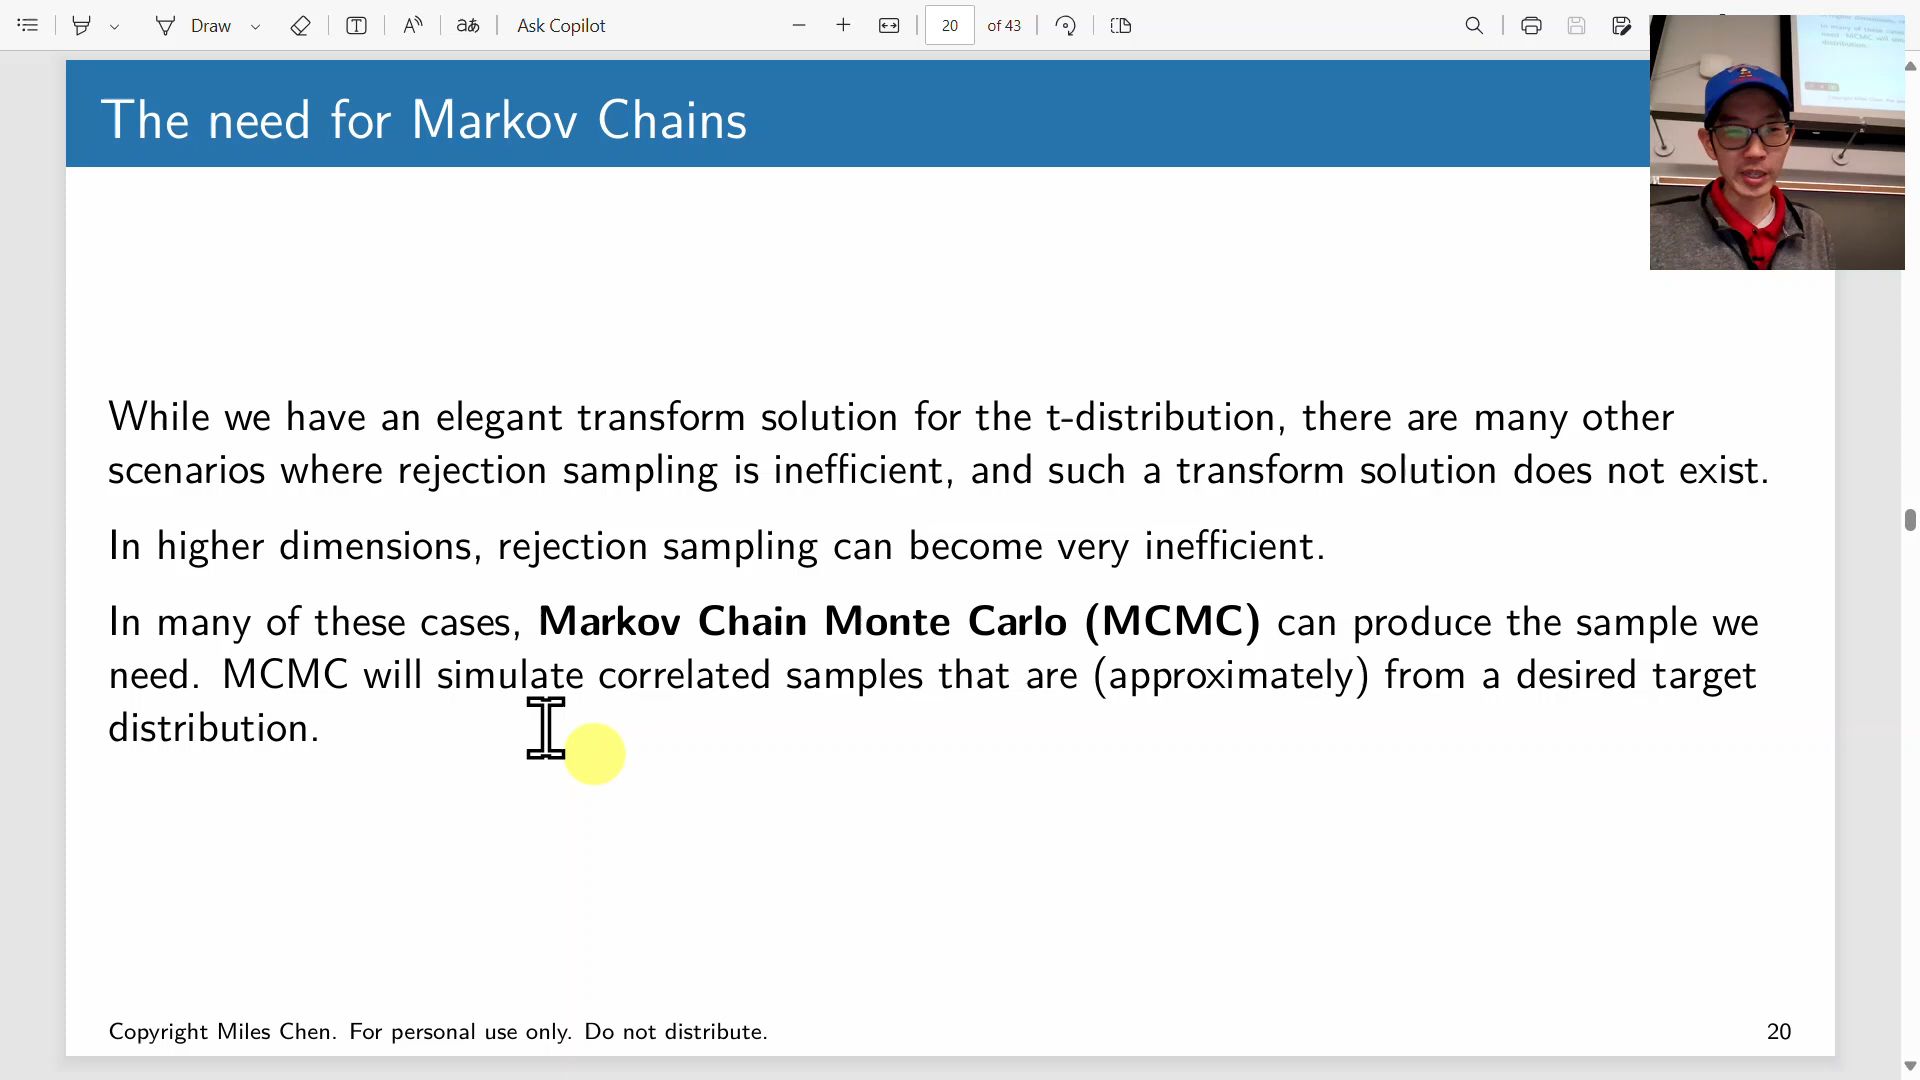 Draw
Ask Copilot
20
of 43
The need for Markov Chains
While we have an elegant transform solution for the t-distribution, there are many other
scenarios where rejection sampling is inefficient, and such a transform solution does not exist.
In higher dimensions, rejection sampling can become very inefficient.
In many of these cases, Markov Chain Monte Carlo (MCMC) can produce the sample we
need. MCMC will simulate correlated samples that are (approximately) from a desired target
distribution.
Copyright Miles Chen. For personal use only. Do not distribute.
20